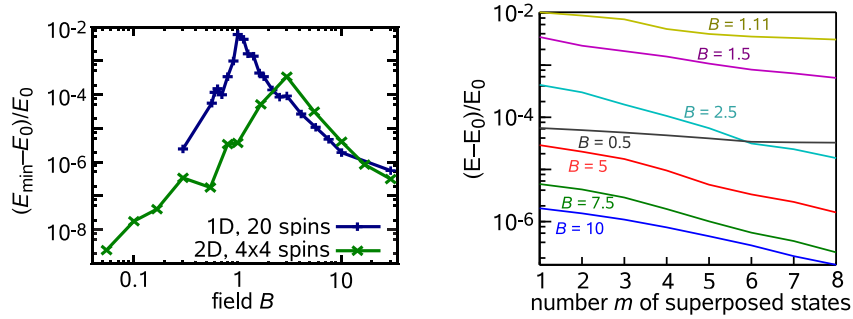 (E_min–E_0)/E_0
10^-2
10^-4
10^-6
10^-8
0.1
1
10
field B
1D, 20 spins
2D, 4x4 spins
(E–E_0)/E_0
10^-2
10^-4
10^-6
B = 1.11
B = 1.5
B = 2.5
B = 0.5
B = 5
B = 7.5
B = 10
1 2 3 4 5 6 7 8
number m of superposed states